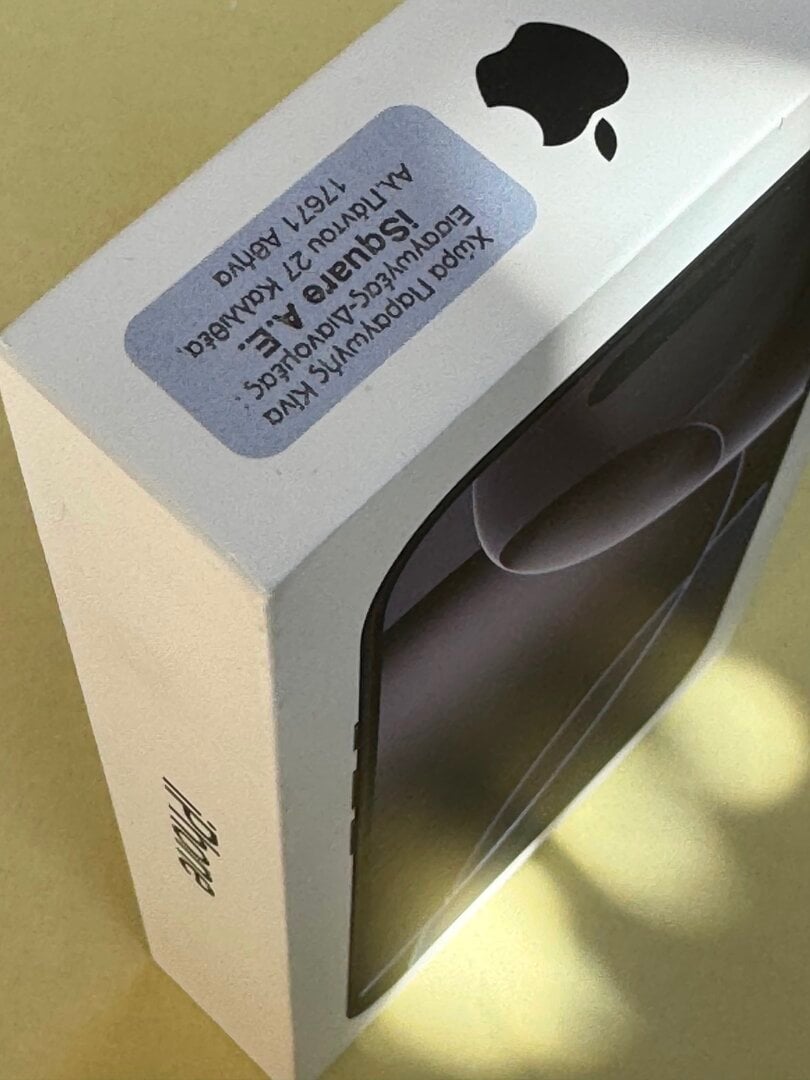 Χώρα Παραγωγής Κίνα
Εισαγωγέας-Διανομέας :
iSquare A.E.
Αλ.Πάντου 27 Καλλιθέα,
17671 Αθήνα
iPhone